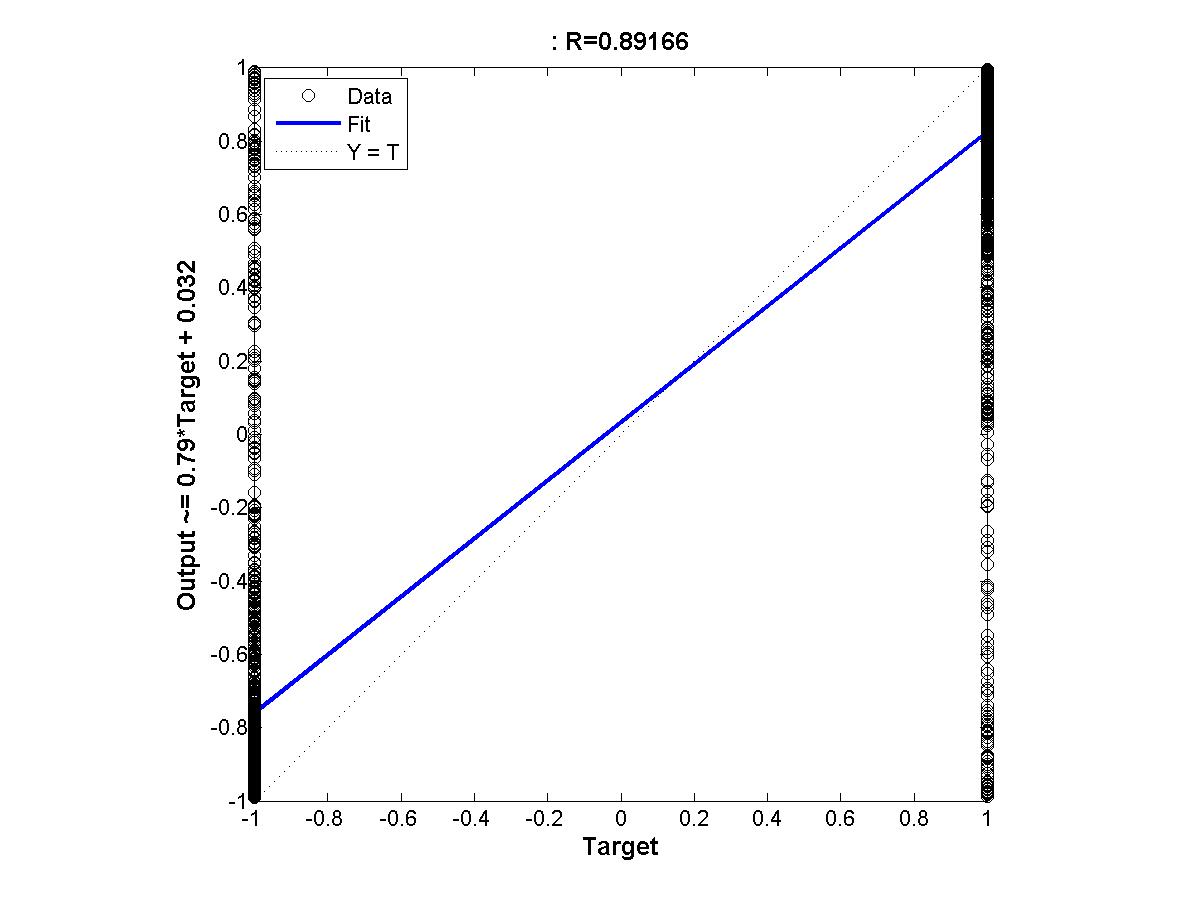 : R=0.89166
Data
Fit
Y = T
Output ~= 0.79*Target + 0.032
1
0.8
0.6
0.4
0.2
0
-0.2
-0.4
-0.6
-0.8
-1
-1 -0.8 -0.6 -0.4 -0.2 0 0.2 0.4 0.6 0.8 1
Target